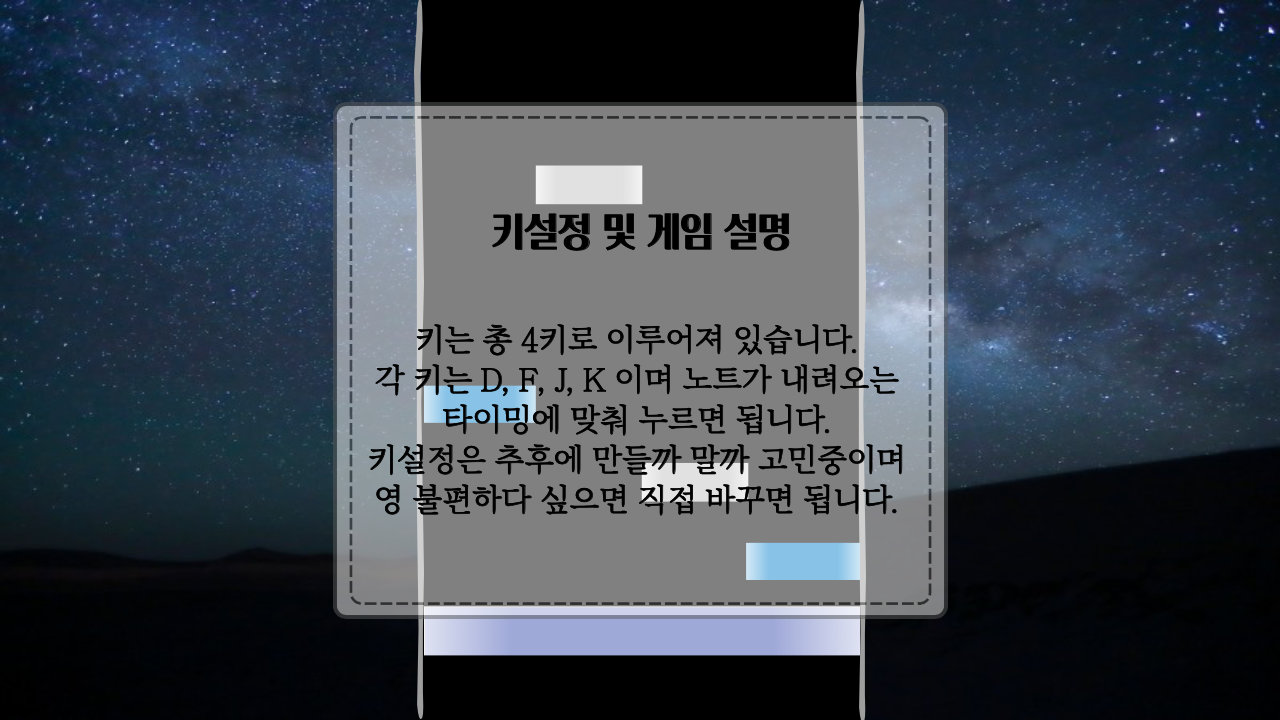 키설정 및 게임 설명
키는 총 4키로 이루어져 있습니다.
각 키는 D, F, J, K 이며 노트가 내려오는
타이밍에 맞춰 누르면 됩니다.
키설정은 추후에 만들까 말까 고민중이며
영 불편하다 싶으면 직접 바꾸면 됩니다.